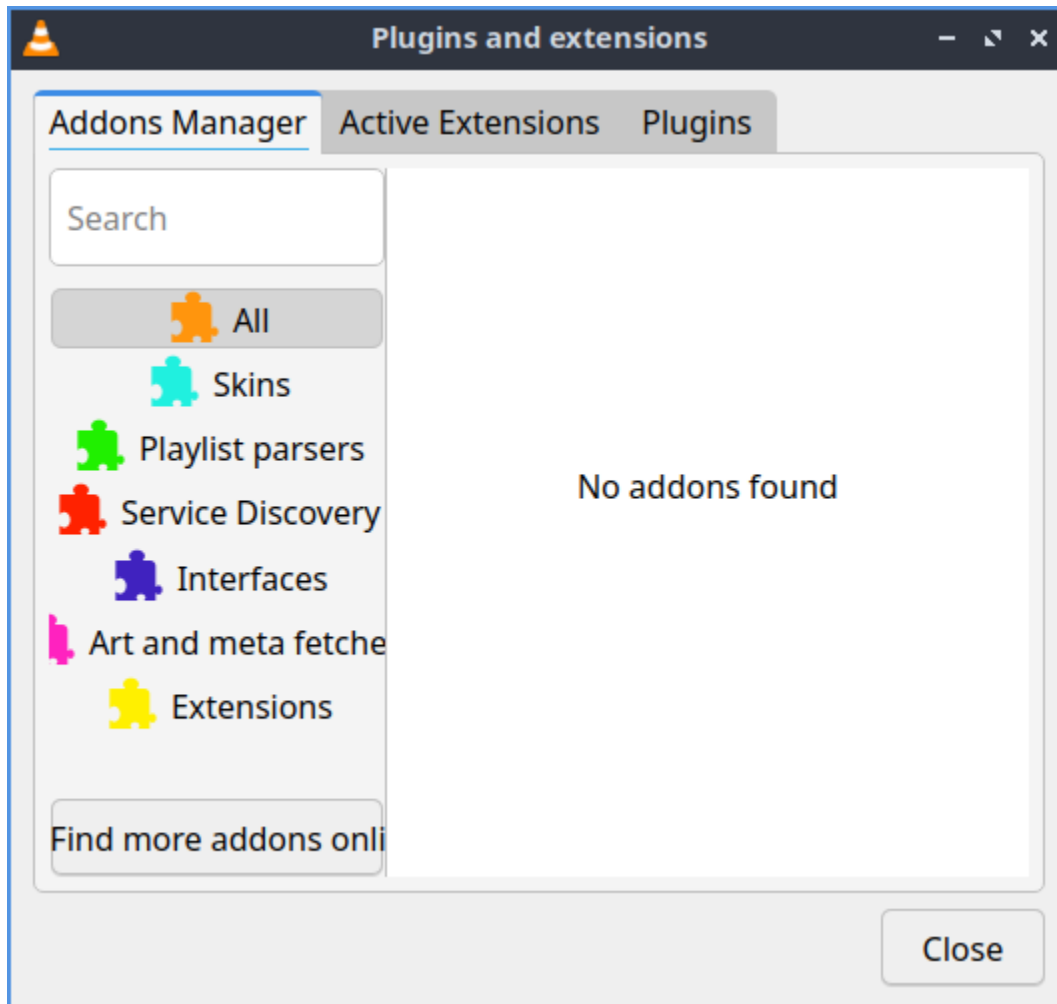 Plugins and extensions
Addons Manager
Active Extensions
Plugins
Search
All
Skins
Playlist parsers
Service Discovery
Interfaces
Art and meta fetche
Extensions
Find more addons onli
No addons found
Close